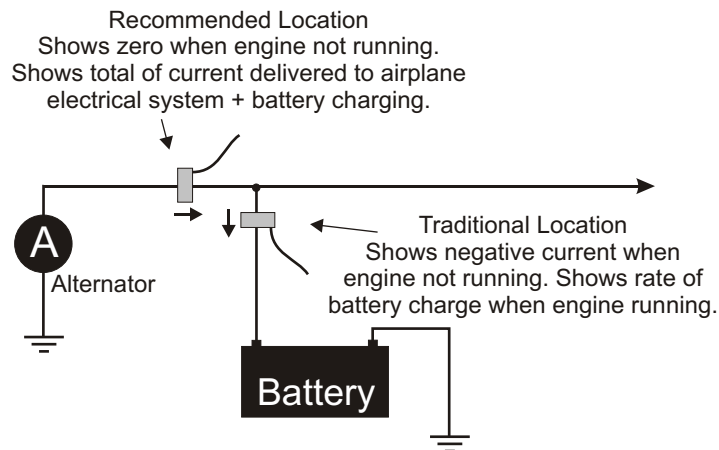 Recommended Location
Shows zero when engine not running.
Shows total of current delivered to airplane
electrical system + battery charging.
A
Alternator
Traditional Location
Shows negative current when
engine not running. Shows rate of
battery charge when engine running.
Battery